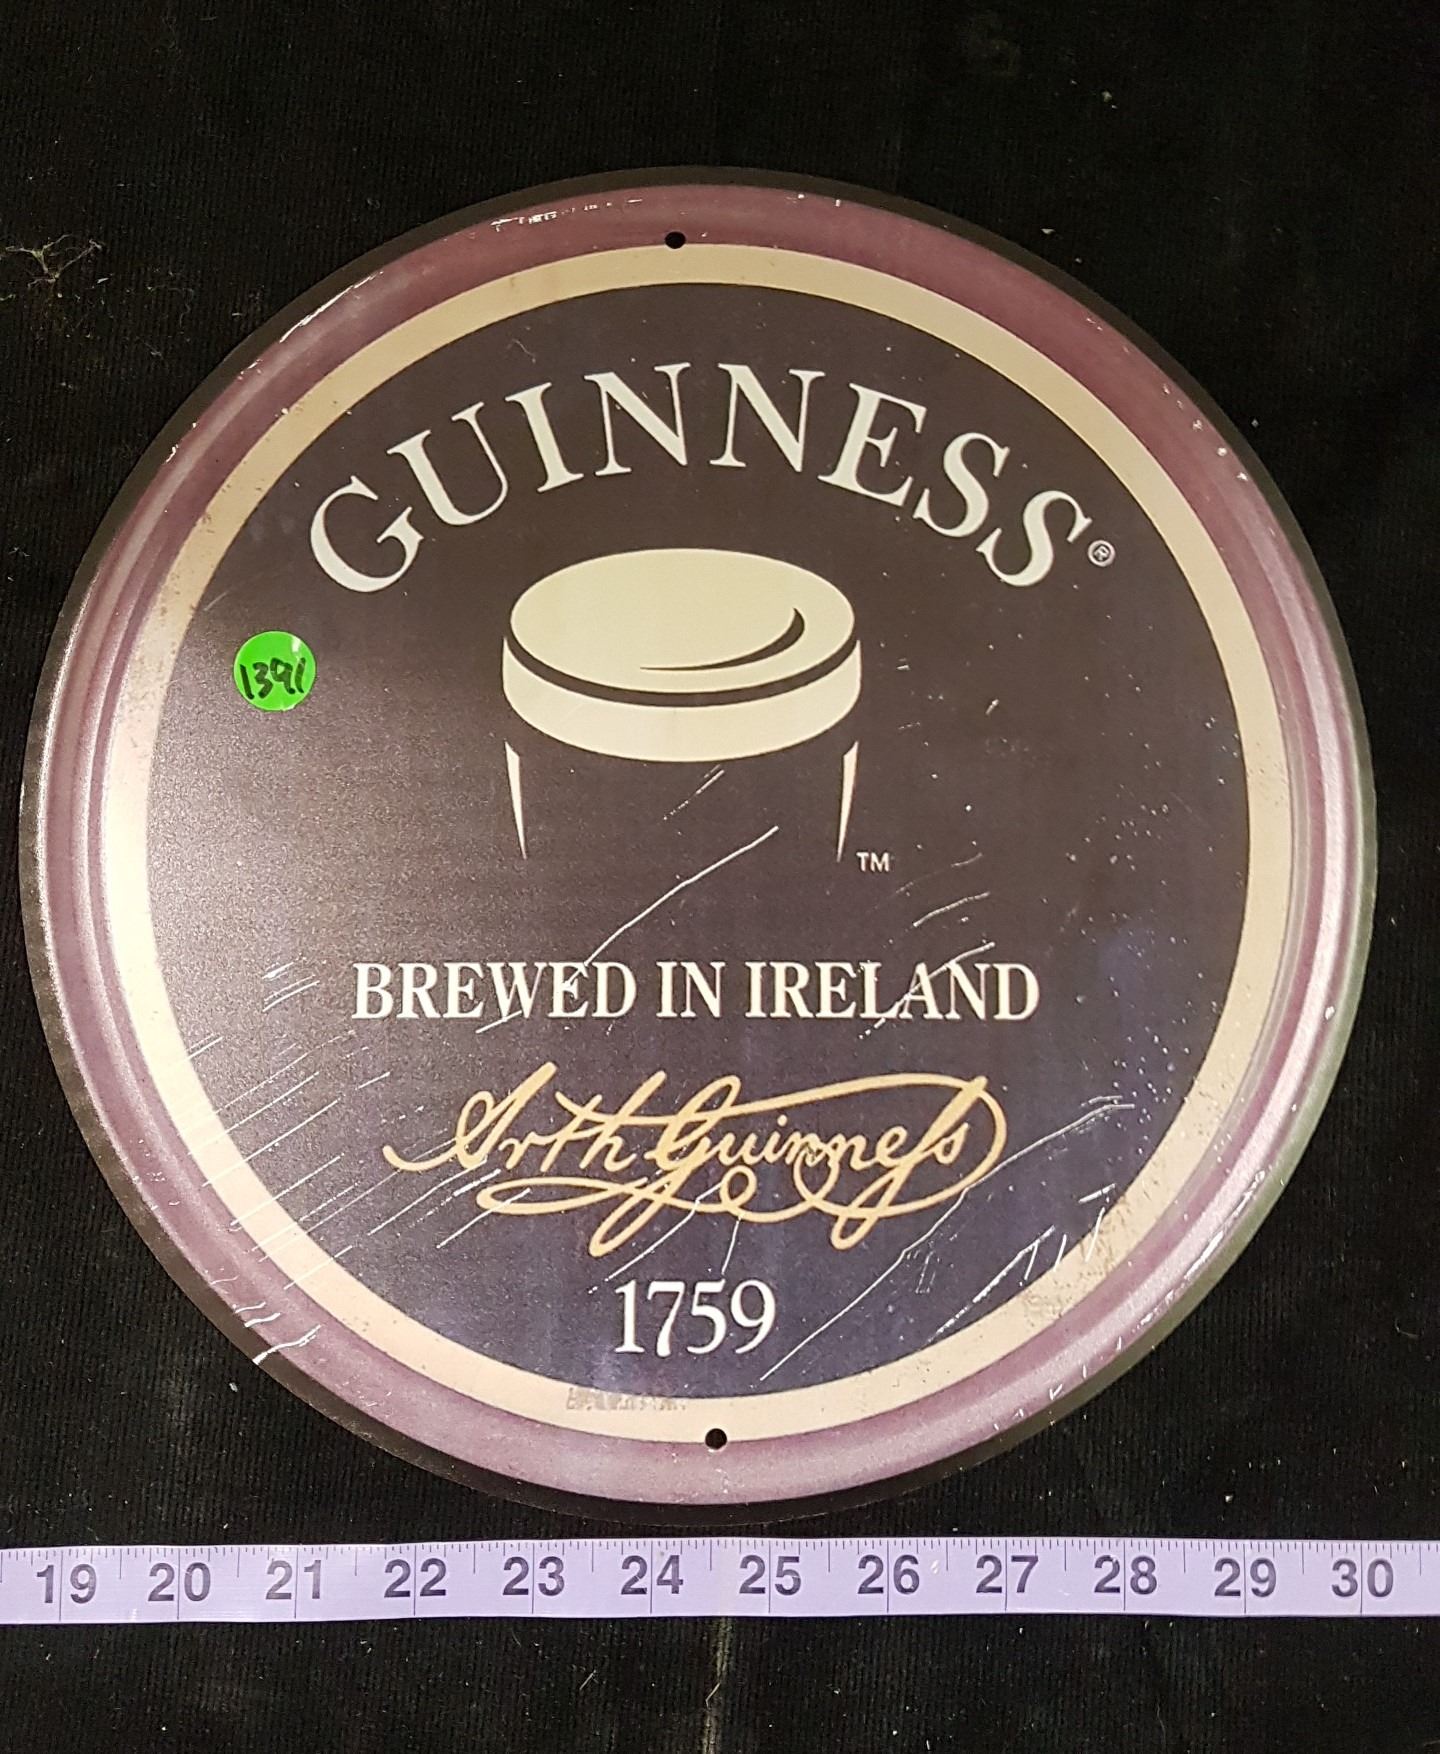 GUINNESS®
1391
TM
BREWED IN IRELAND
Arth Guinness
1759
19 20 21 22 23 24 25 26 27 28 29 30